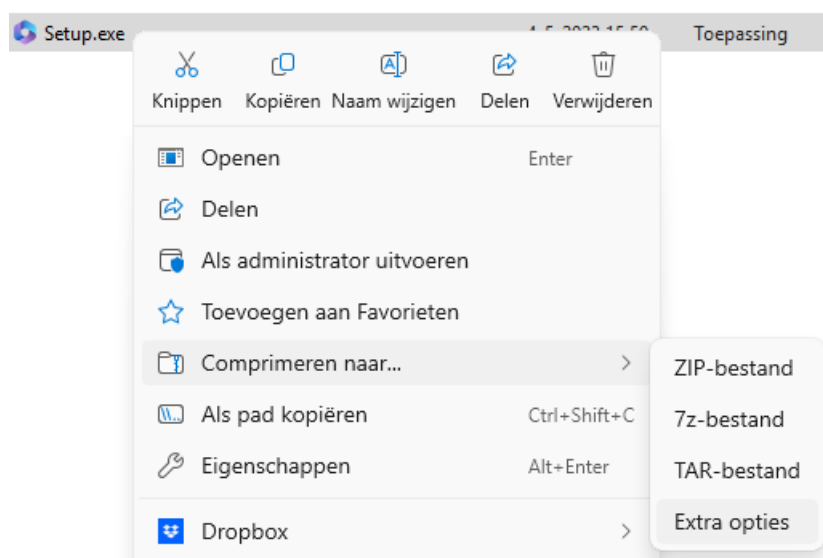 Setup.exe
Toepassing
Knippen Kopiëren Naam wijzigen Delen Verwijderen
Openen Enter
Delen
Als administrator uitvoeren
Toevoegen aan Favorieten
Comprimeren naar...
ZIP-bestand
Als pad kopiëren Ctrl+Shift+C
7z-bestand
Eigenschappen Alt+Enter
TAR-bestand
Extra opties
Dropbox